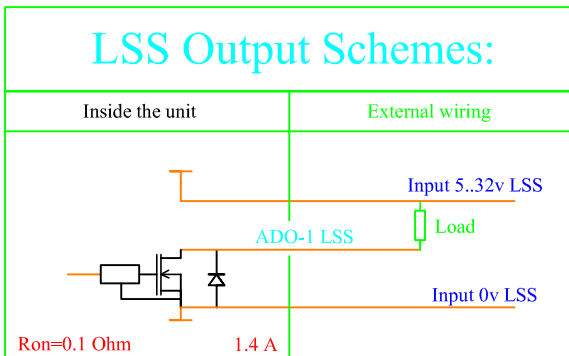 LSS Output Schemes:
Inside the unit
External wiring
Input 5..32v LSS
Load
ADO-1 LSS
Input 0v LSS
Ron=0.1 Ohm
1.4 A